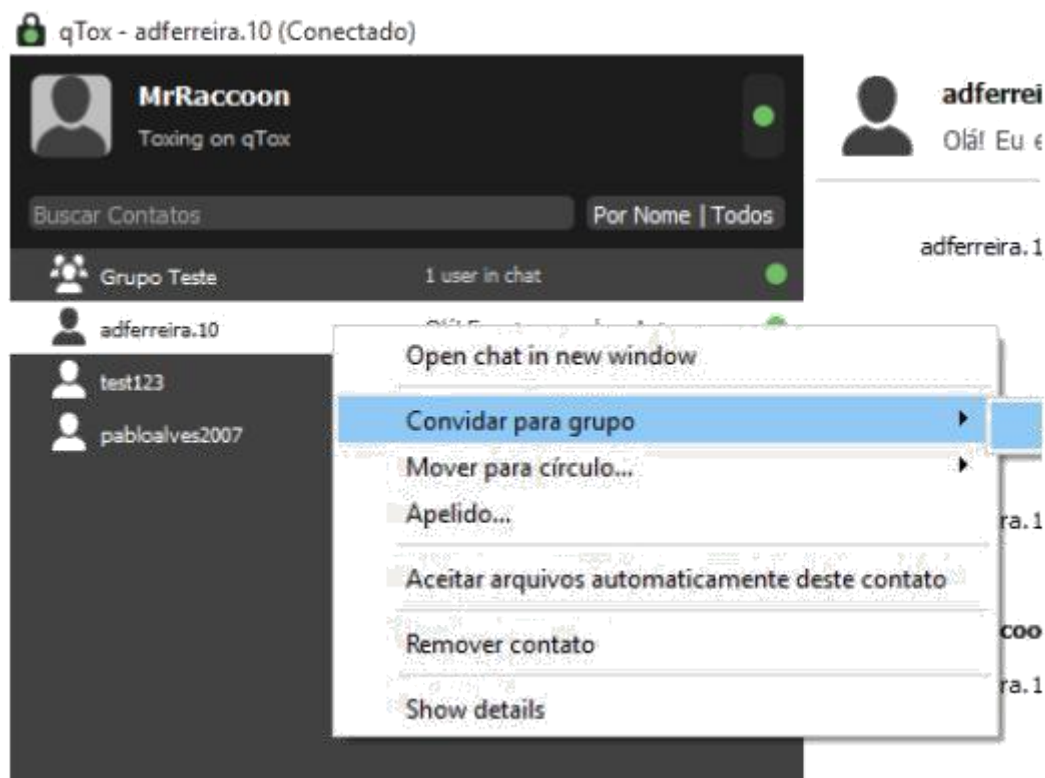 qTox - adferreira.10 (Conectado)
MrRaccoon
Toxing on qTox
Buscar Contatos
Por Nome | Todos
Grupo Teste
1 user in chat
adferreira.10
test123
pabloalves2007
Open chat in new window
Convidar para grupo
Mover para círculo...
Apelido...
Aceitar arquivos automaticamente deste contato
Remover contato
Show details
adferrei
Olá! Eu e
adferreira.1
ra.1
coo
ra.1